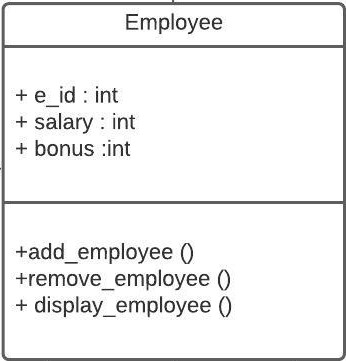 Employee
+ e_id : int
+ salary : int
+ bonus :int
+add_employee ()
+remove_employee ()
+ display_employee ()